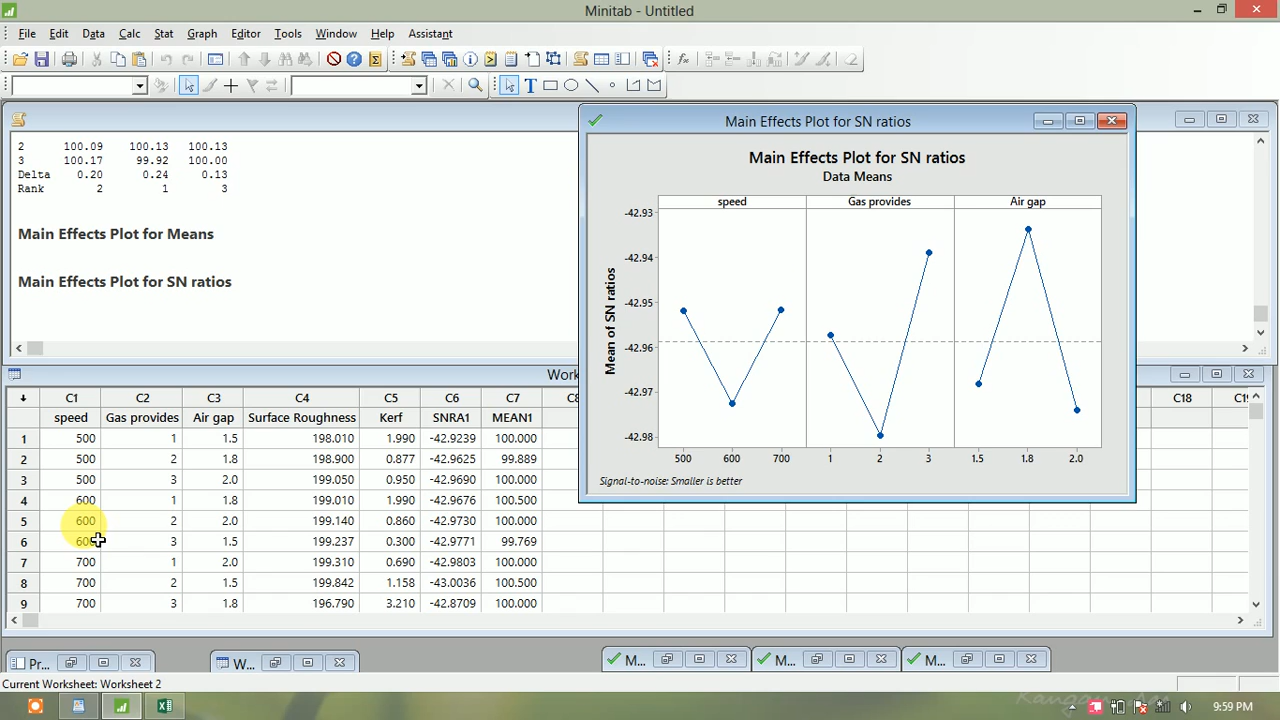 Minitab - Untitled
File Edit Data Calc Stat Graph Editor Tools Window Help Assistant
2 100.09 100.13 100.13
3 100.17 99.92 100.00
Delta 0.20 0.24 0.13
Rank 2 1 3
Main Effects Plot for Means
Main Effects Plot for SN ratios
Main Effects Plot for SN ratios
Main Effects Plot for SN ratios
Data Means
speed Gas provides Air gap
-42.93
-42.94
-42.95
-42.96
-42.97
-42.98
Mean of SN ratios
500 600 700 1 2 3 1.5 1.8 2.0
Signal-to-noise: Smaller is better
Work
C1 C2 C3 C4 C5 C6 C7 C8 C18 C19
speed Gas provides Air gap Surface Roughness Kerf SNRA1 MEAN1
1 500 1 1.5 198.010 1.990 -42.9239 100.000
2 500 2 1.8 198.900 0.877 -42.9625 99.889
3 500 3 2.0 199.050 0.950 -42.9690 100.000
4 600 1 1.8 199.010 1.990 -42.9676 100.500
5 600 2 2.0 199.140 0.860 -42.9730 100.000
6 600 3 1.5 199.237 0.300 -42.9771 99.769
7 700 1 2.0 199.310 0.690 -42.9803 100.000
8 700 2 1.5 199.842 1.158 -43.0036 100.500
9 700 3 1.8 196.790 3.210 -42.8709 100.000
Pr... W... M... M... M...
Current Worksheet: Worksheet 2
9:59 PM